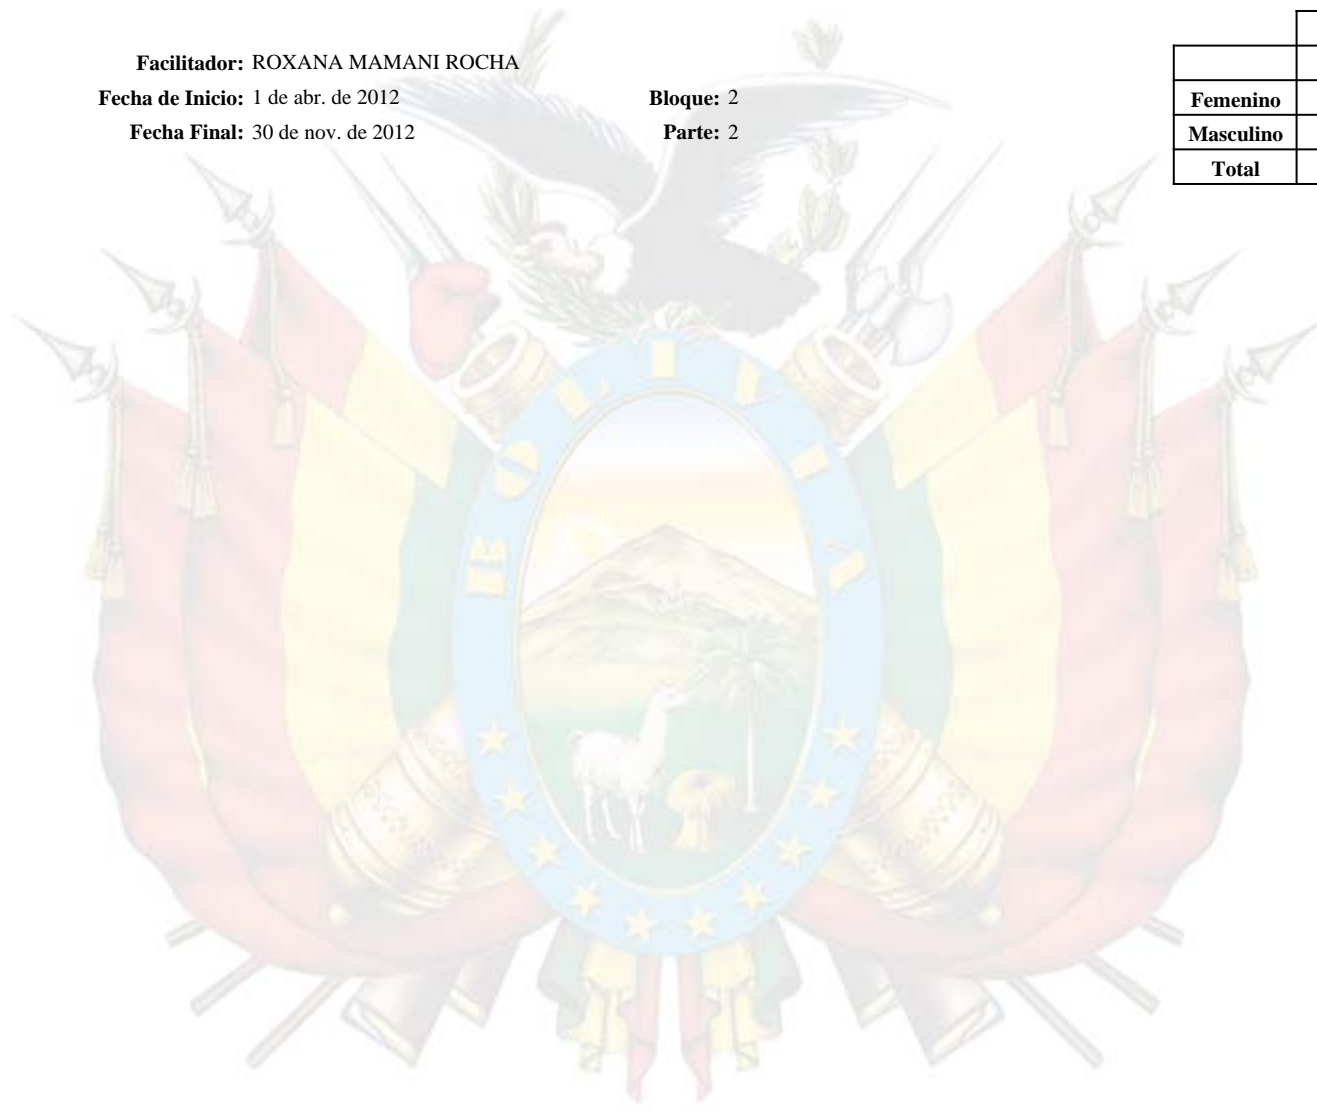 Facilitador: ROXANA MAMANI ROCHA
Fecha de Inicio: 1 de abr. de 2012 Bloque: 2
Fecha Final: 30 de nov. de 2012 Parte: 2
Femenino
Masculino
Total
BOLIVIA